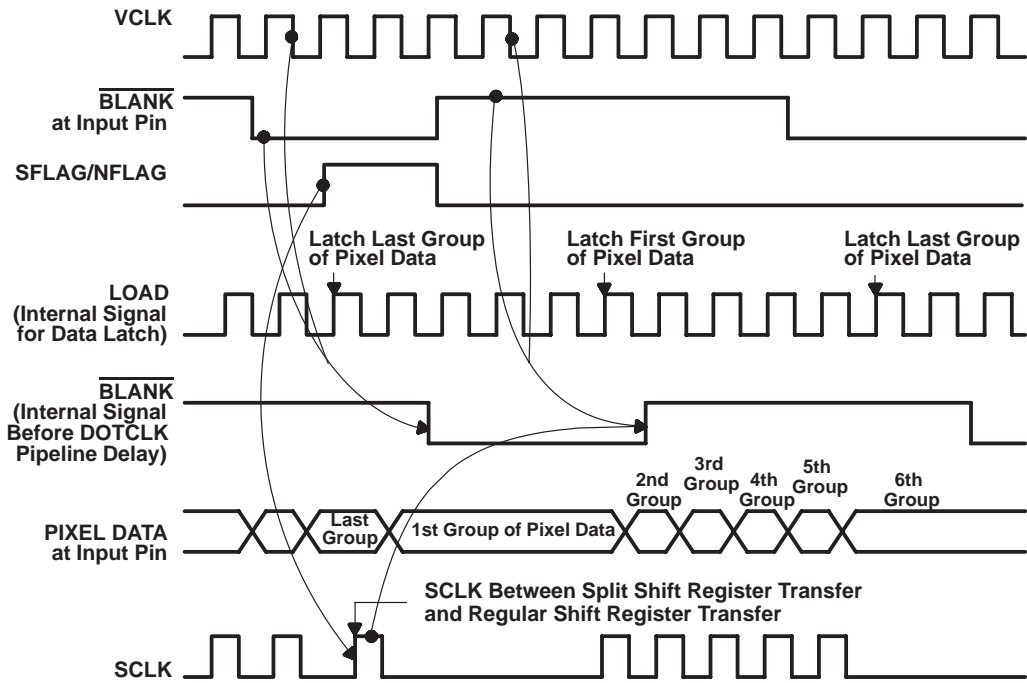 VCLK
BLANK
at Input Pin
SFLAG/NFLAG
Latch Last Group
of Pixel Data
Latch First Group
of Pixel Data
Latch Last Group
of Pixel Data
LOAD
(Internal Signal
for Data Latch)
BLANK
(Internal Signal
Before DOTCLK
Pipeline Delay)
2nd
Group
3rd
Group
4th
Group
5th
Group
6th
Group
PIXEL DATA
at Input Pin
Last
Group
1st Group of Pixel Data
SCLK Between Split Shift Register Transfer
and Regular Shift Register Transfer
SCLK